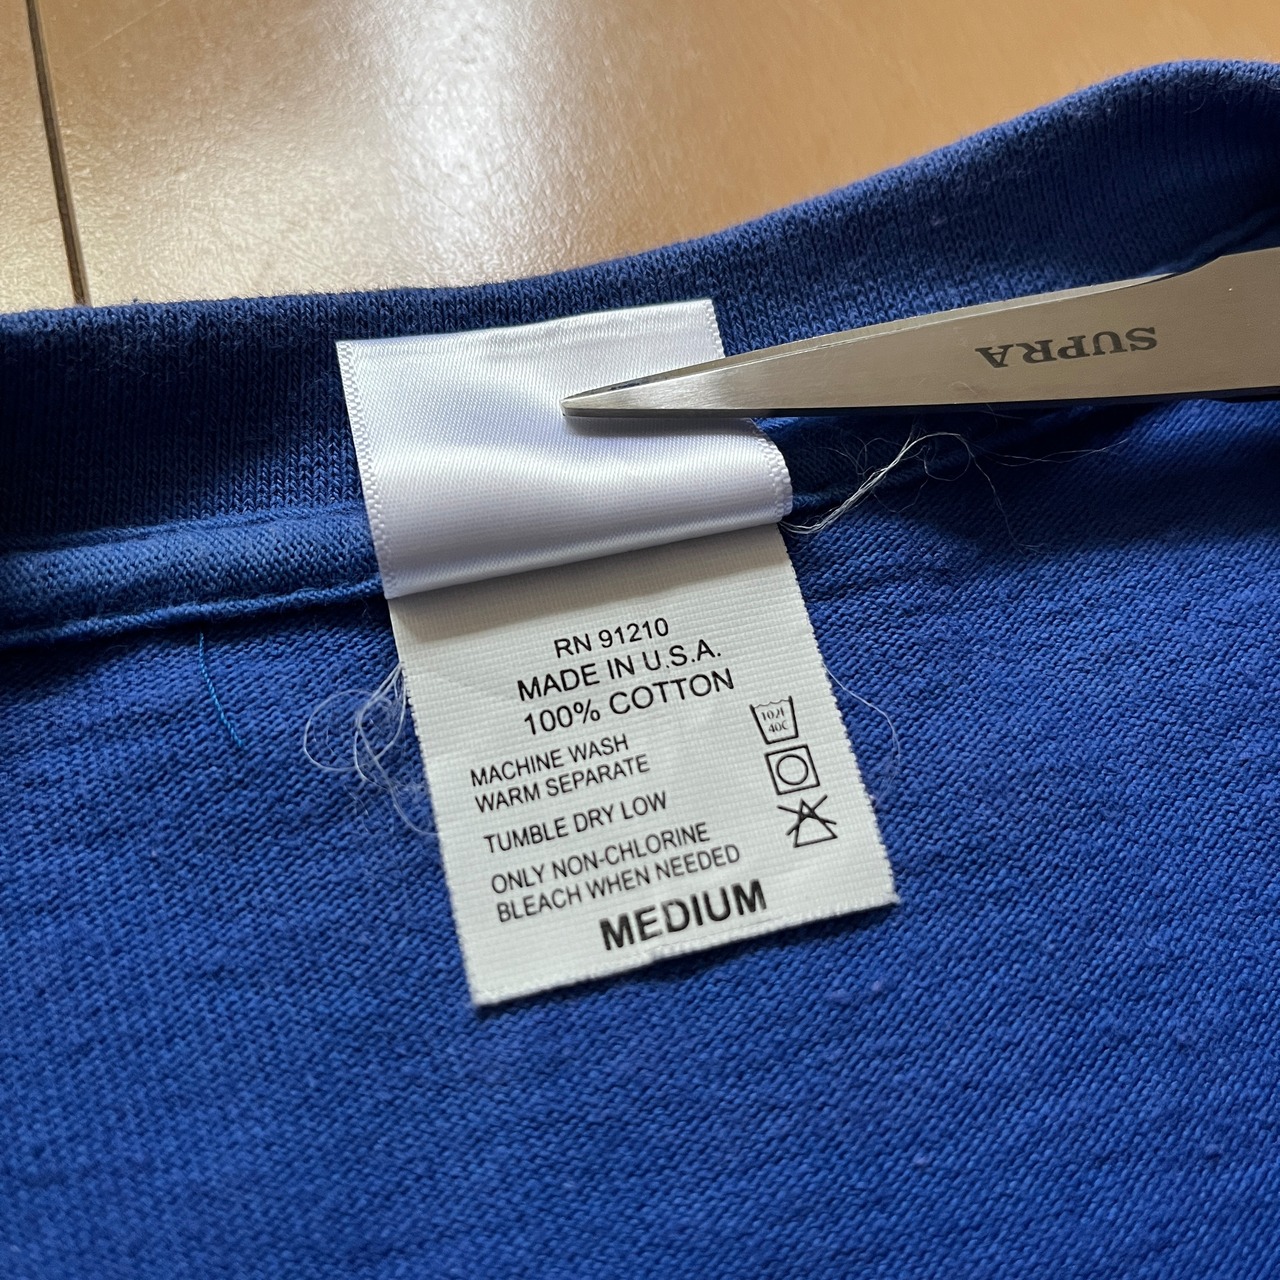 SUPRA
RN 91210
MADE IN U.S.A.
100% COTTON
102F
40C
MACHINE WASH
WARM SEPARATE
TUMBLE DRY LOW
ONLY NON-CHLORINE
BLEACH WHEN NEEDED
MEDIUM